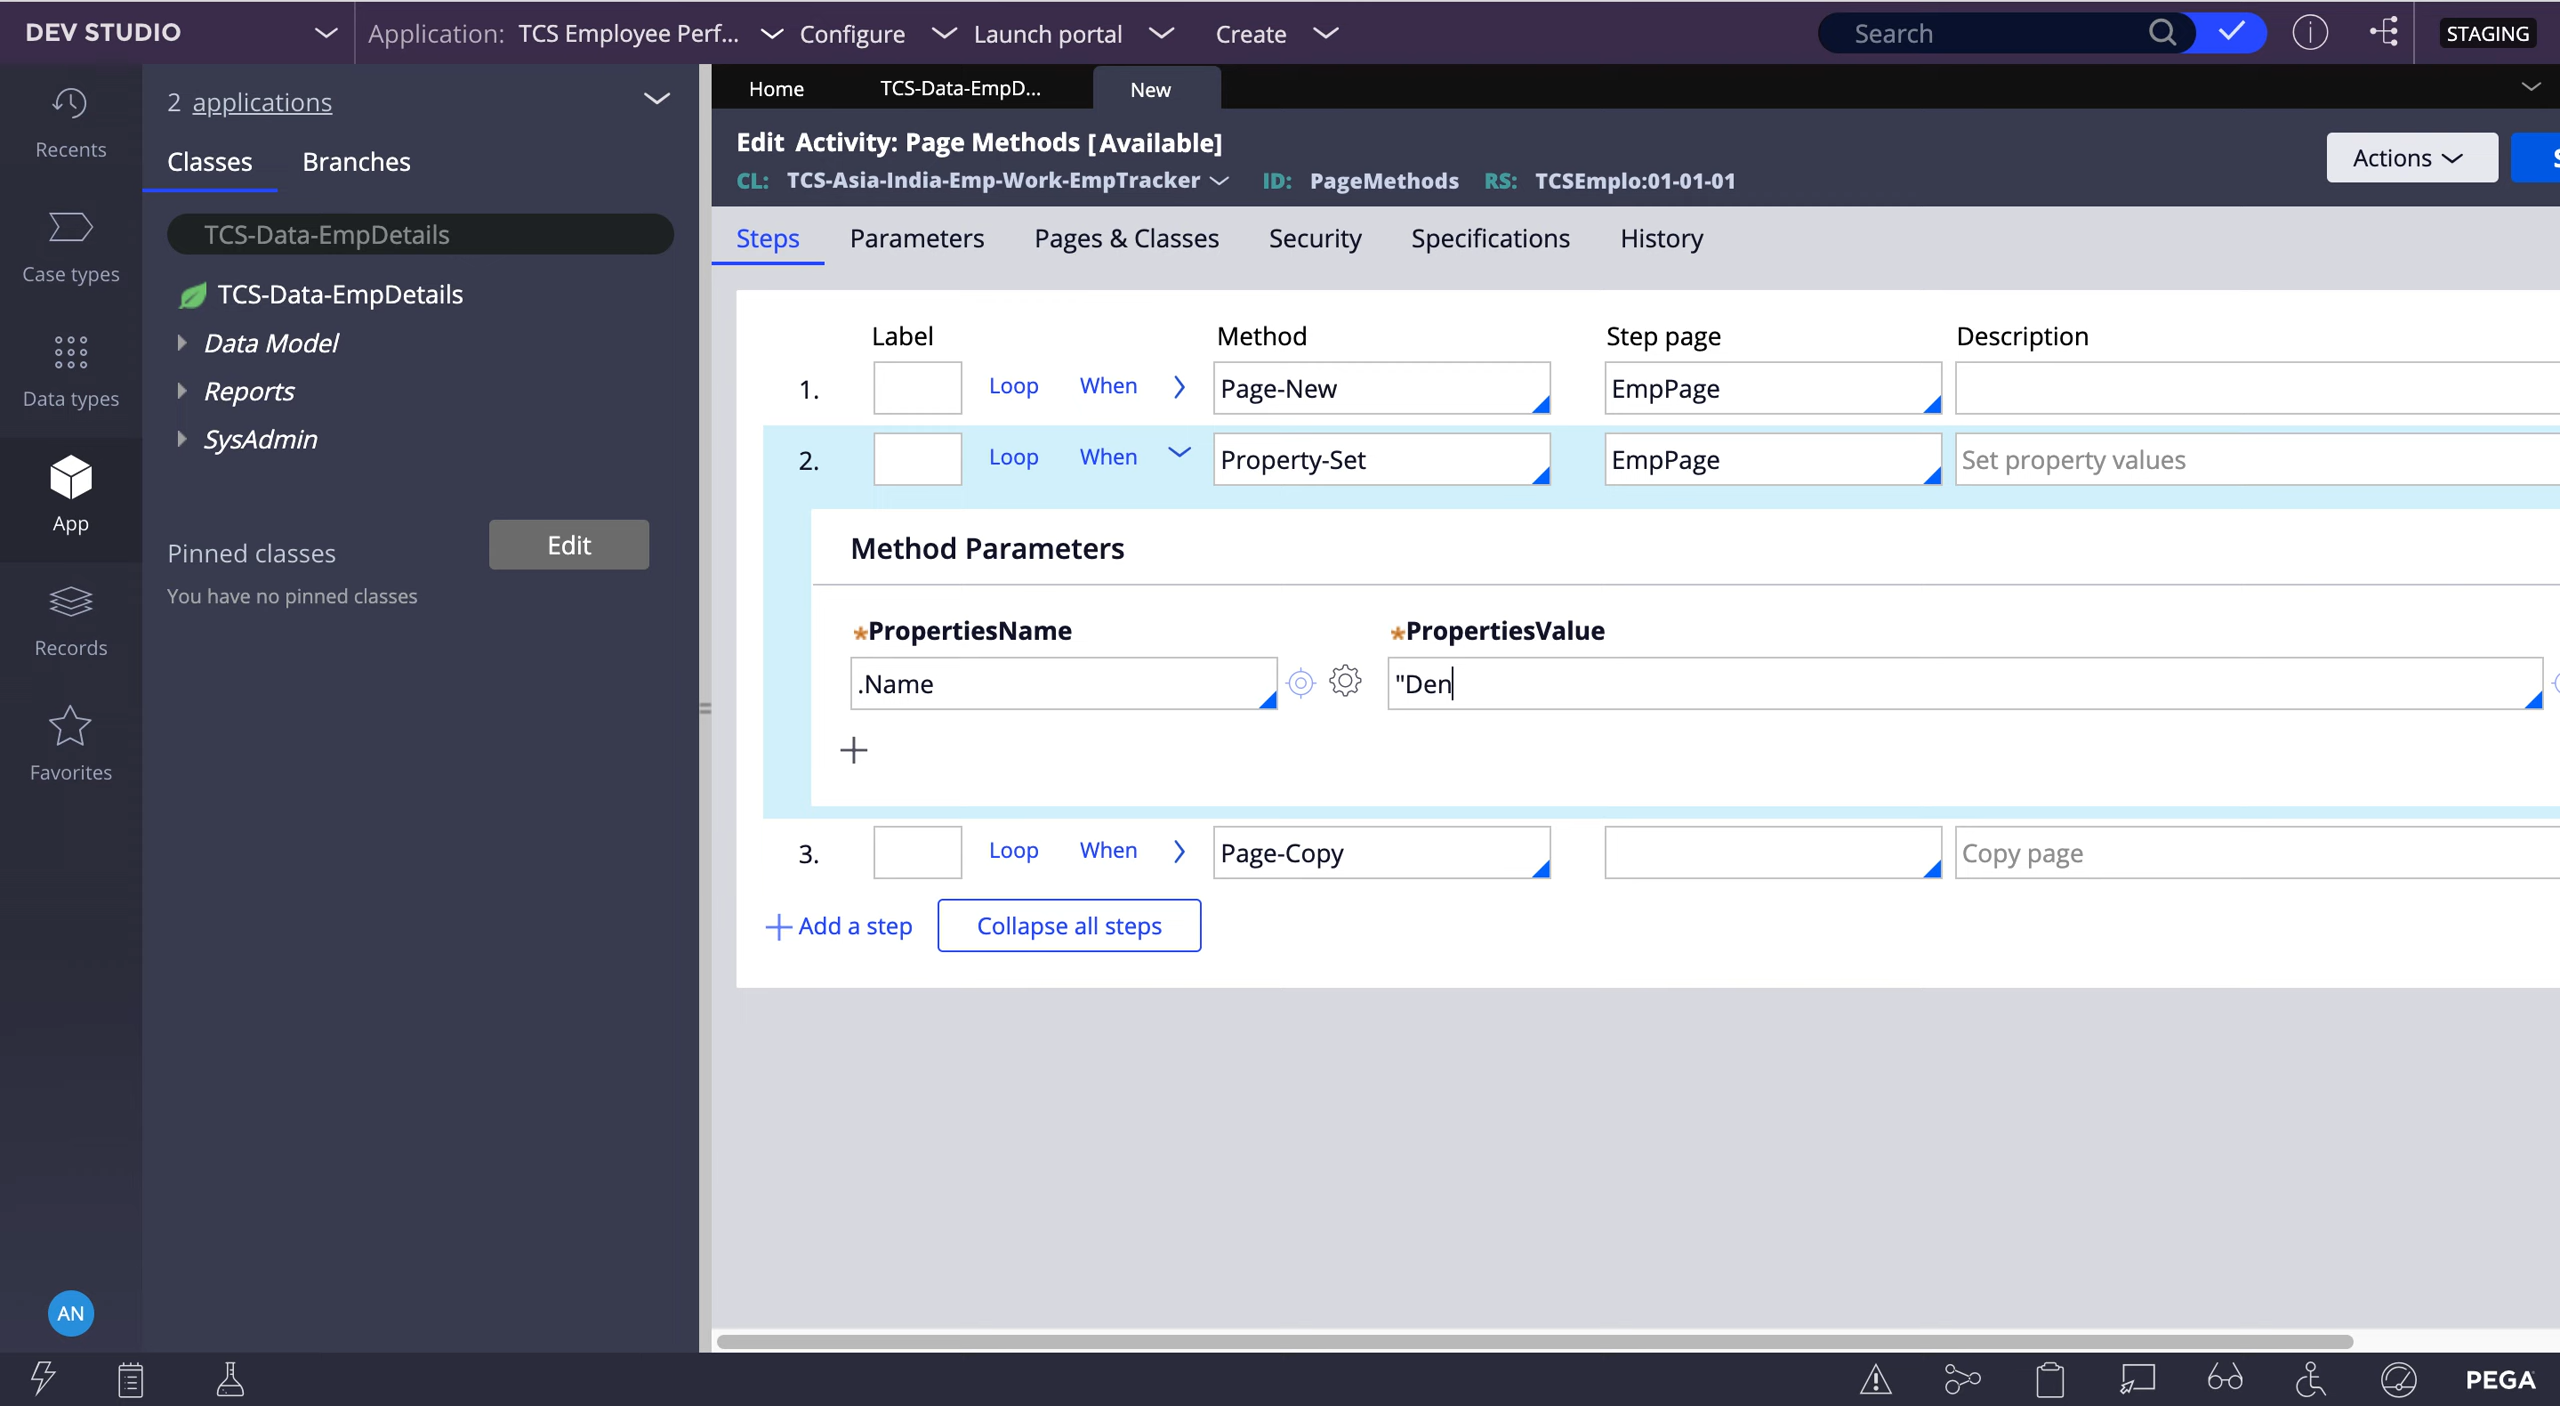 DEV STUDIO
Application: TCS Employee Perf...
Configure
Launch portal
Create
Search
STAGING
Recents
Case types
Data types
App
Records
Favorites
AN
2 applications
Classes
Branches
TCS-Data-EmpDetails
TCS-Data-EmpDetails
Data Model
Reports
SysAdmin
Pinned classes
Edit
You have no pinned classes
Home
TCS-Data-EmpD...
New
Edit Activity: Page Methods [Available]
CL: TCS-Asia-India-Emp-Work-EmpTracker ID: PageMethods RS: TCSEmplo:01-01-01
Actions
Steps
Parameters
Pages & Classes
Security
Specifications
History
Label Method Step page Description
1. Loop When Page-New EmpPage
2. Loop When Property-Set EmpPage Set property values
Method Parameters
*PropertiesName *PropertiesValue
.Name "Den
3. Loop When Page-Copy Copy page
Add a step
Collapse all steps
PEGA